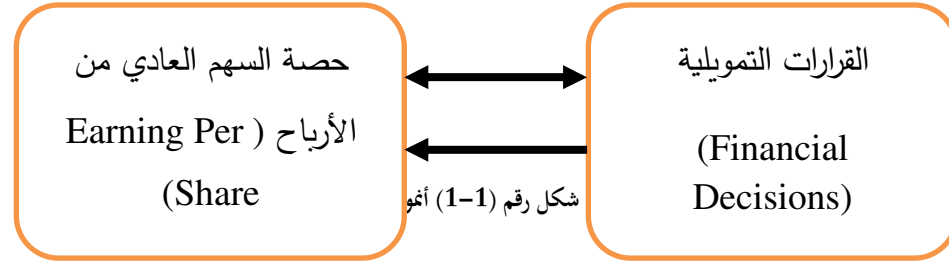 القرارات التمويلية
(Financial
Decisions)
حصة السهم العادي من
الأرباح ( Earning Per
Share)
شكل رقم (1-1)